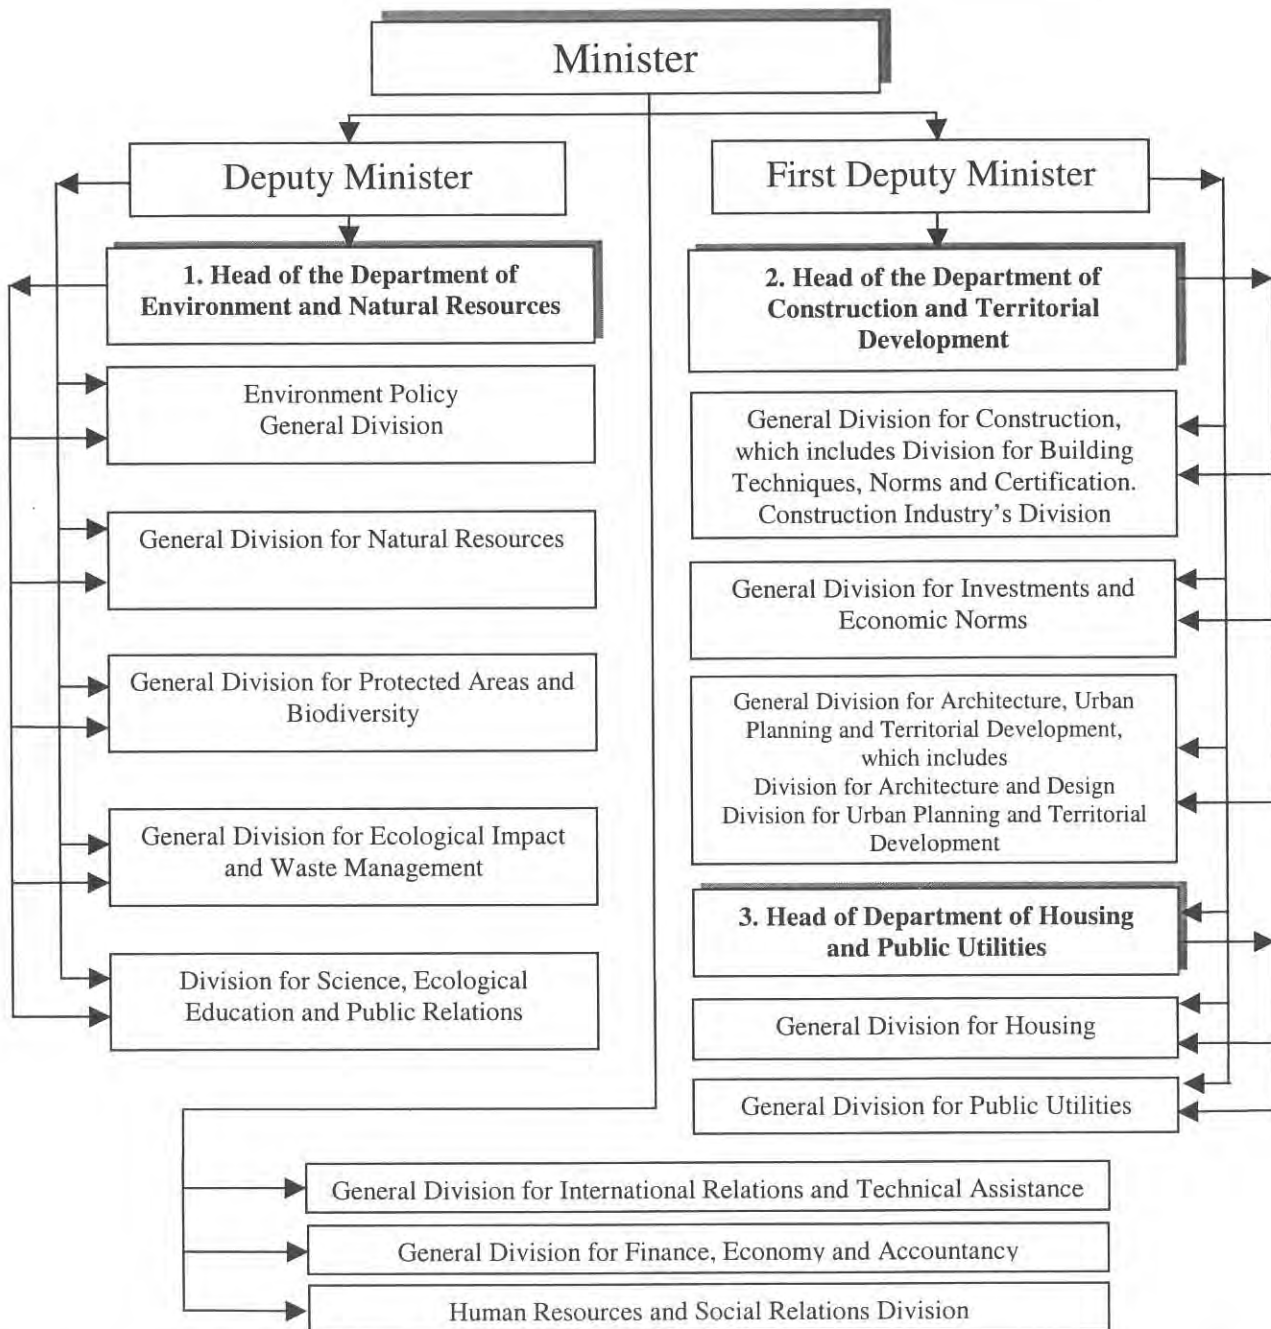 Minister
Deputy Minister
First Deputy Minister
1. Head of the Department of
Environment and Natural Resources
2. Head of the Department of
Construction and Territorial
Development
Environment Policy
General Division
General Division for Construction,
which includes Division for Building
Techniques, Norms and Certification.
Construction Industry's Division
General Division for Natural Resources
General Division for Investments and
Economic Norms
General Division for Protected Areas and
Biodiversity
General Division for Architecture, Urban
Planning and Territorial Development,
which includes
Division for Architecture and Design
Division for Urban Planning and Territorial
Development
General Division for Ecological Impact
and Waste Management
3. Head of Department of Housing
and Public Utilities
Division for Science, Ecological
Education and Public Relations
General Division for Housing
General Division for Public Utilities
General Division for International Relations and Technical Assistance
General Division for Finance, Economy and Accountancy
Human Resources and Social Relations Division